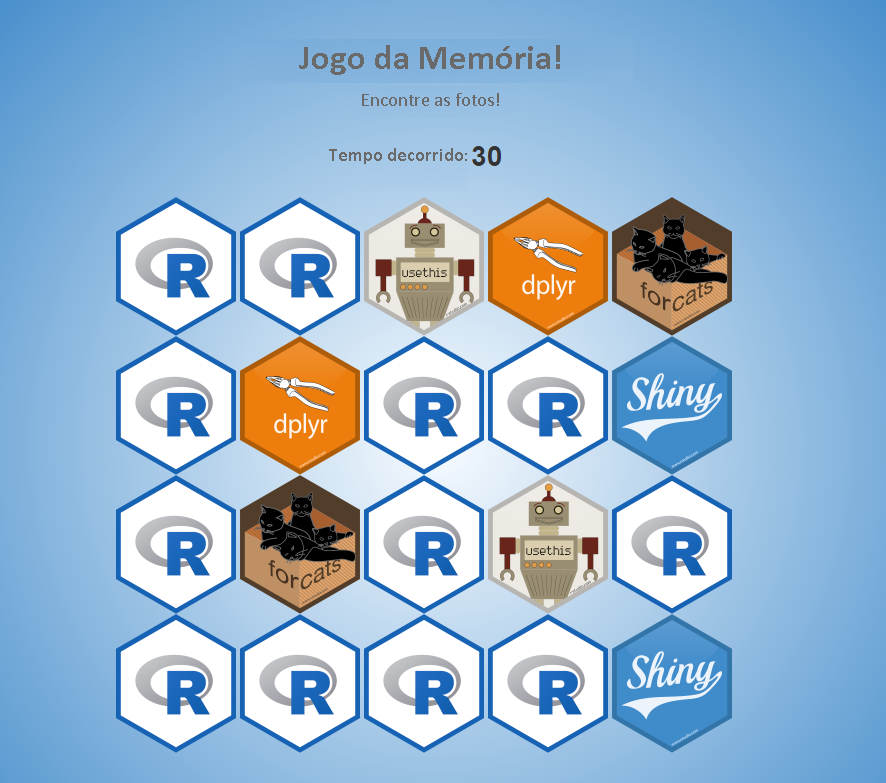 Jogo da Memória!
Encontre as fotos!
Tempo decorrido: 30
R R usethis dplyr forcats
R dplyr R R Shiny
R forcats R usethis R
R R R R Shiny